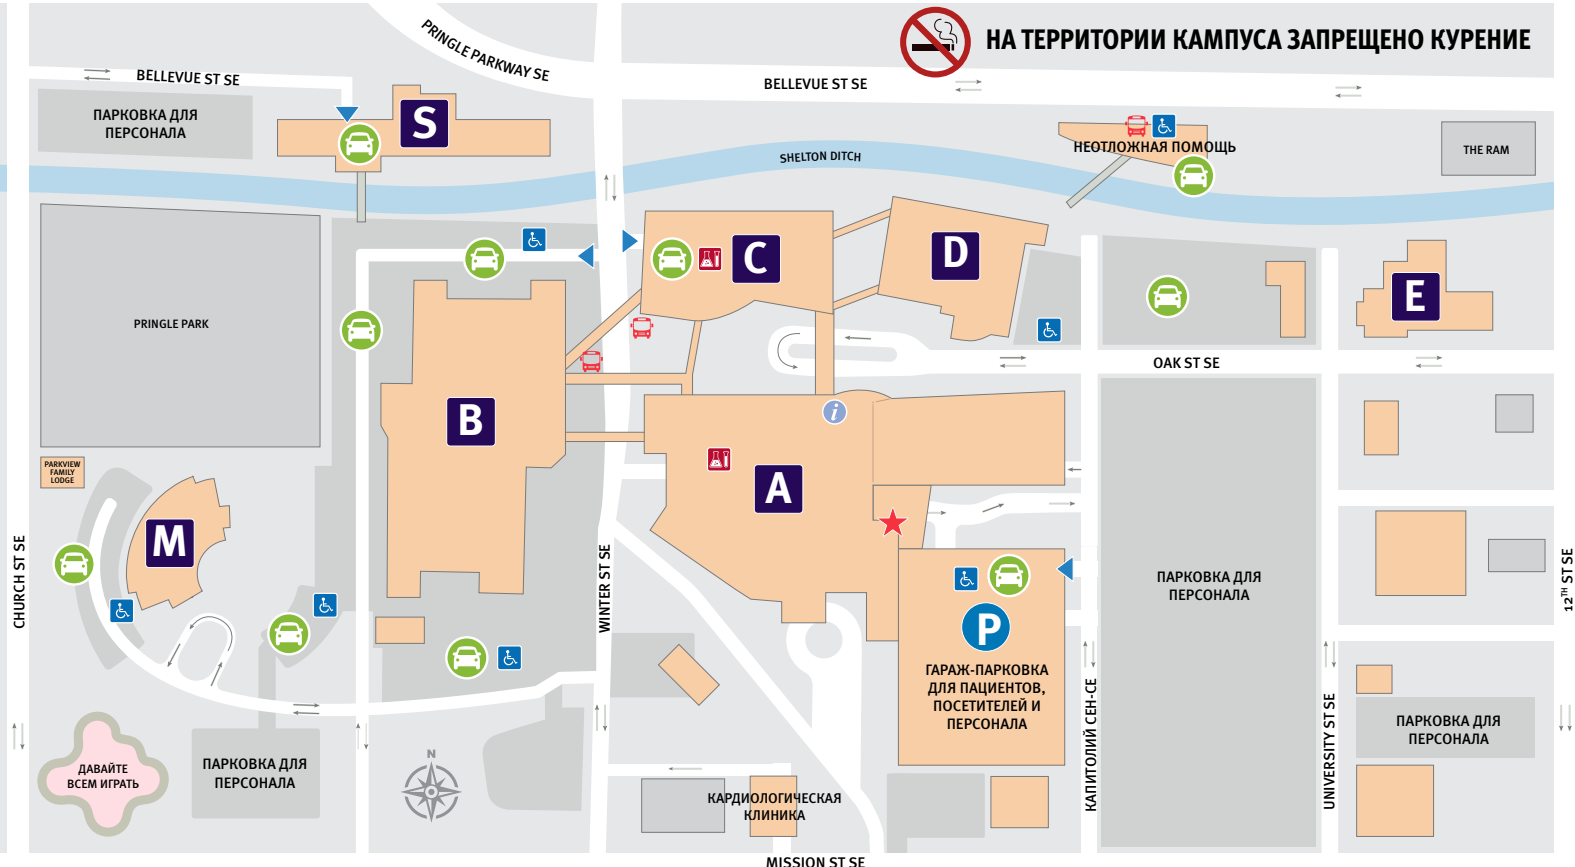 НА ТЕРРИТОРИИ КАМПУСА ЗАПРЕЩЕНО КУРЕНИЕ
PRINGLE PARKWAY SE
BELLEVUE ST SE
BELLEVUE ST SE
ПАРКОВКА ДЛЯ
ПЕРСОНАЛА
S
SHELTON DITCH
НЕОТЛОЖНАЯ ПОМОЩЬ
THE RAM
C
D
E
PRINGLE PARK
OAK ST SE
B
i
A
PARKVIEW
FAMILY
LODGE
M
CHURCH ST SE
WINTER ST SE
P
ГАРАЖ-ПАРКОВКА
ДЛЯ ПАЦИЕНТОВ,
ПОСЕТИТЕЛЕЙ И
ПЕРСОНАЛА
ПАРКОВКА ДЛЯ
ПЕРСОНАЛА
12TH ST SE
КАПИТОЛИЙ СЕН-СЕ
UNIVERSITY ST SE
ПАРКОВКА ДЛЯ
ПЕРСОНАЛА
ДАВАЙТЕ
ВСЕМ ИГРАТЬ
ПАРКОВКА ДЛЯ
ПЕРСОНАЛА
N
КАРДИОЛОГИЧЕСКАЯ
КЛИНИКА
MISSION ST SE